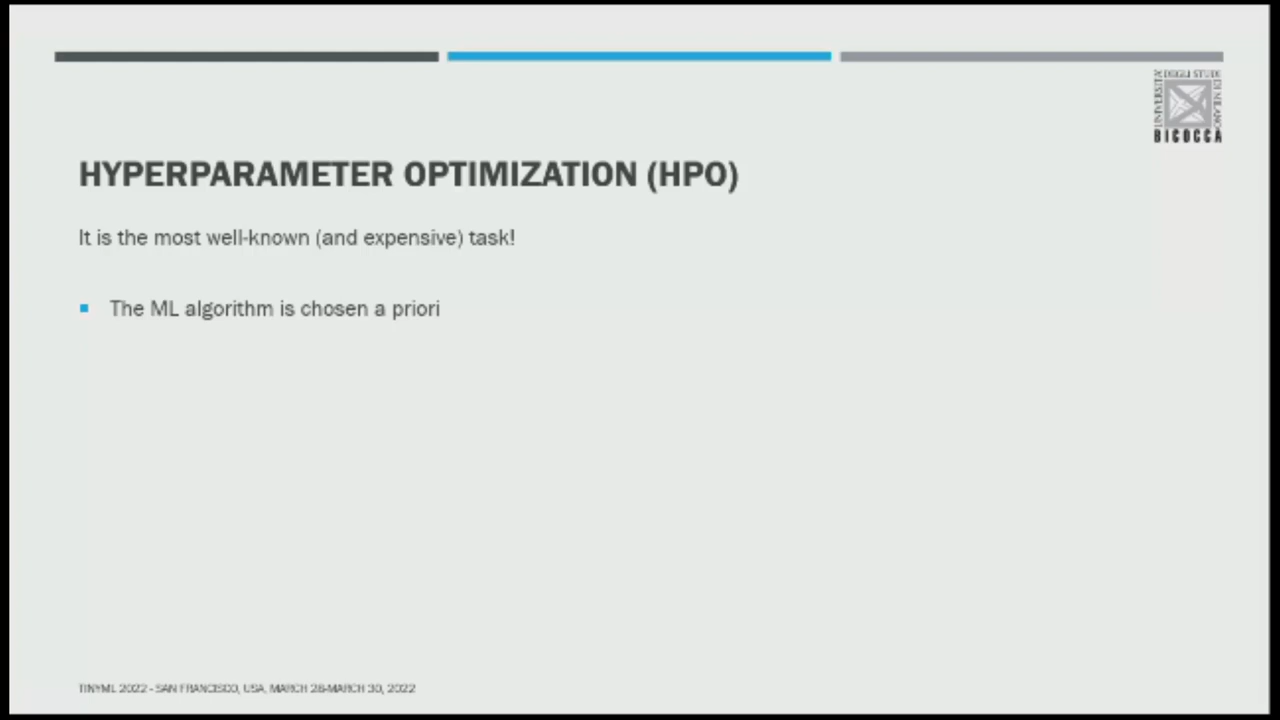 UNIVERSITÀ DEGLI STUDI DI MILANO
BICOCCA
HYPERPARAMETER OPTIMIZATION (HPO)
It is the most well-known (and expensive) task!
The ML algorithm is chosen a priori
TINYML 2022 - SAN FRANCISCO, USA, MARCH 28-MARCH 30, 2022